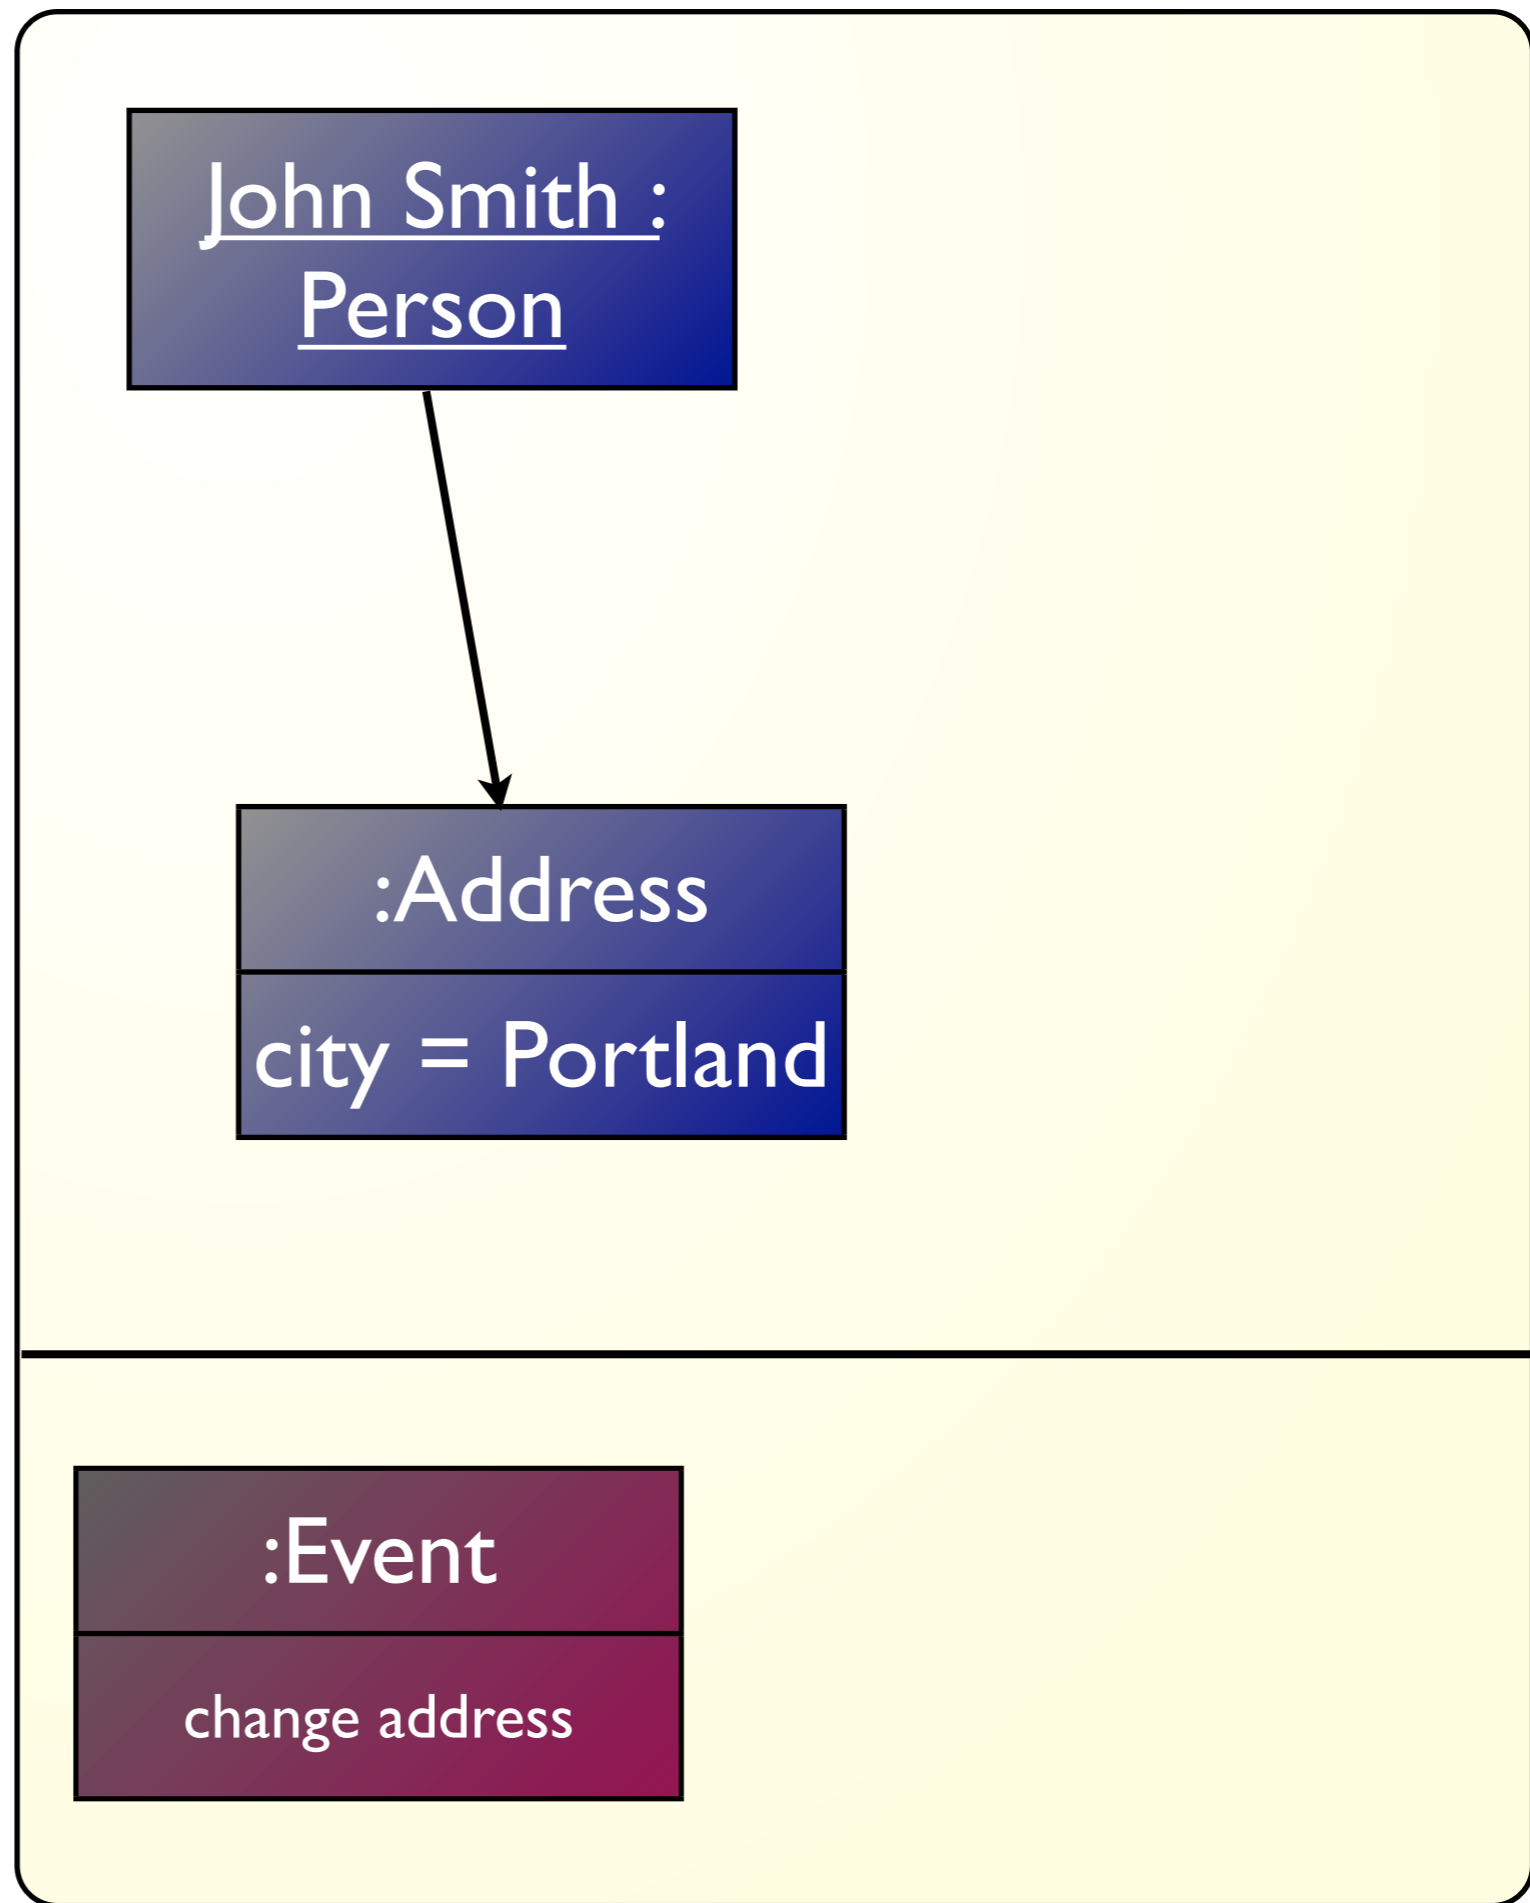 John Smith :
Person
:Address
city = Portland
:Event
change address